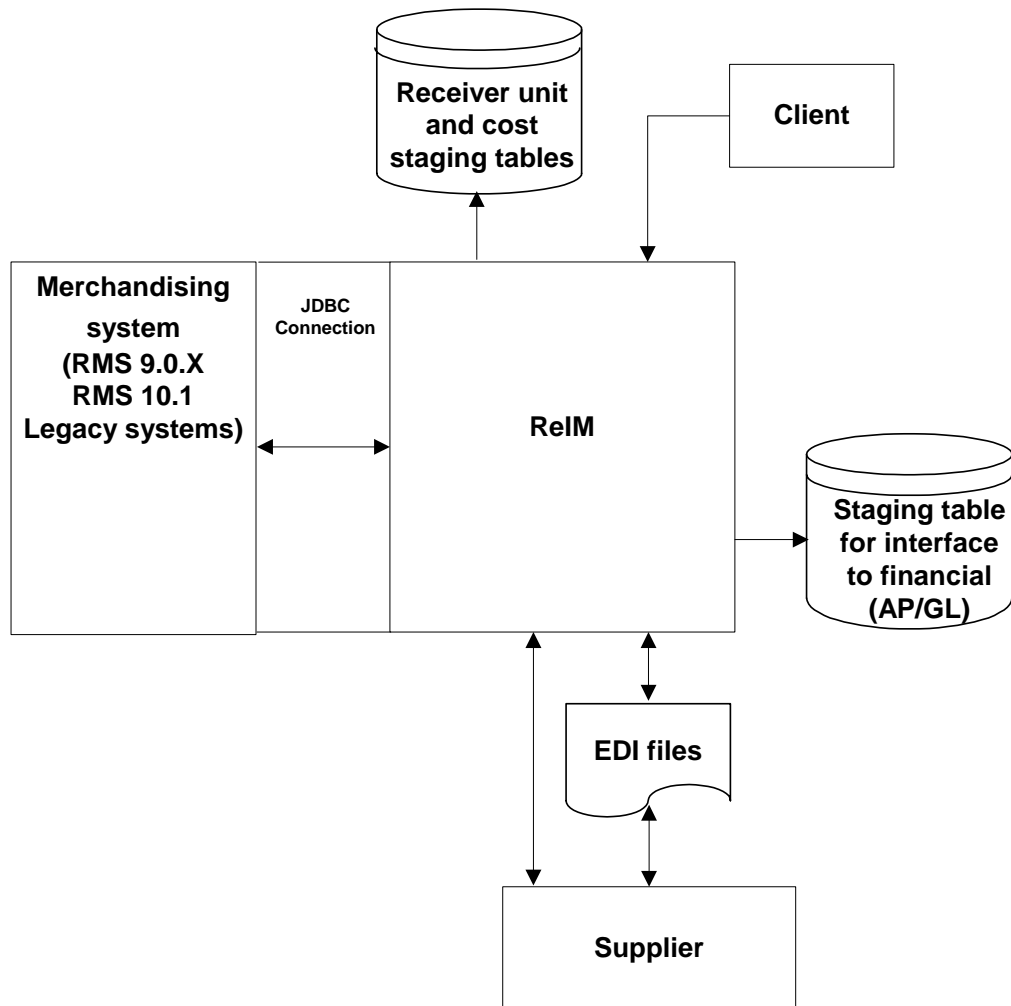 Receiver unit
and cost
staging tables
Client
Merchandising
system
(RMS 9.0.X
RMS 10.1
Legacy systems)
JDBC
Connection
ReIM
Staging table
for interface
to financial
(AP/GL)
EDI files
Supplier